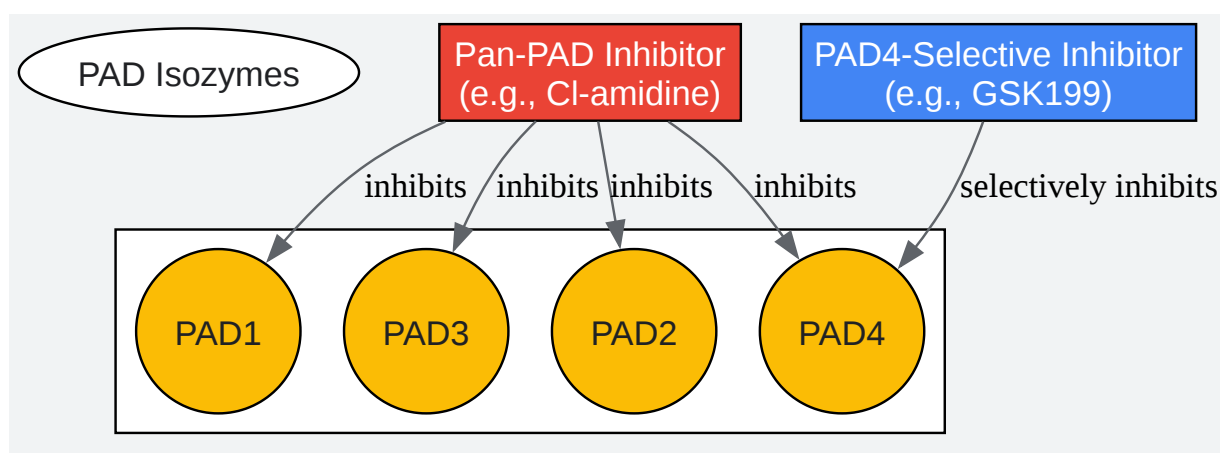 PAD Isozymes
Pan-PAD Inhibitor
(e.g., Cl-amidine)
PAD4-Selective Inhibitor
(e.g., GSK199)
inhibits
inhibits
inhibits
inhibits
selectively inhibits
PAD1
PAD3
PAD2
PAD4